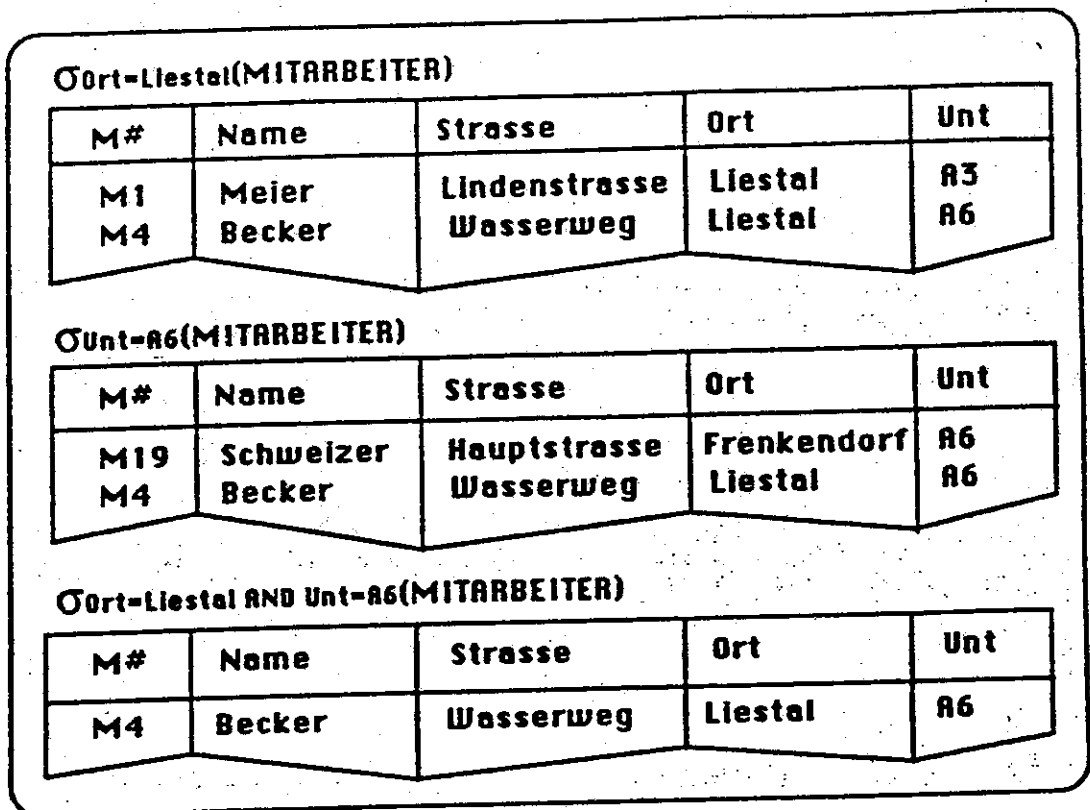 σOrt=Liestal(MITARBEITER)
M# Name Strasse Ort Unt
M1 Meier Lindenstrasse Liestal A3
M4 Becker Wasserweg Liestal A6
σUnt=A6(MITARBEITER)
M# Name Strasse Ort Unt
M19 Schweizer Hauptstrasse Frenkendorf A6
M4 Becker Wasserweg Liestal A6
σOrt=Liestal AND Unt=A6(MITARBEITER)
M# Name Strasse Ort Unt
M4 Becker Wasserweg Liestal A6